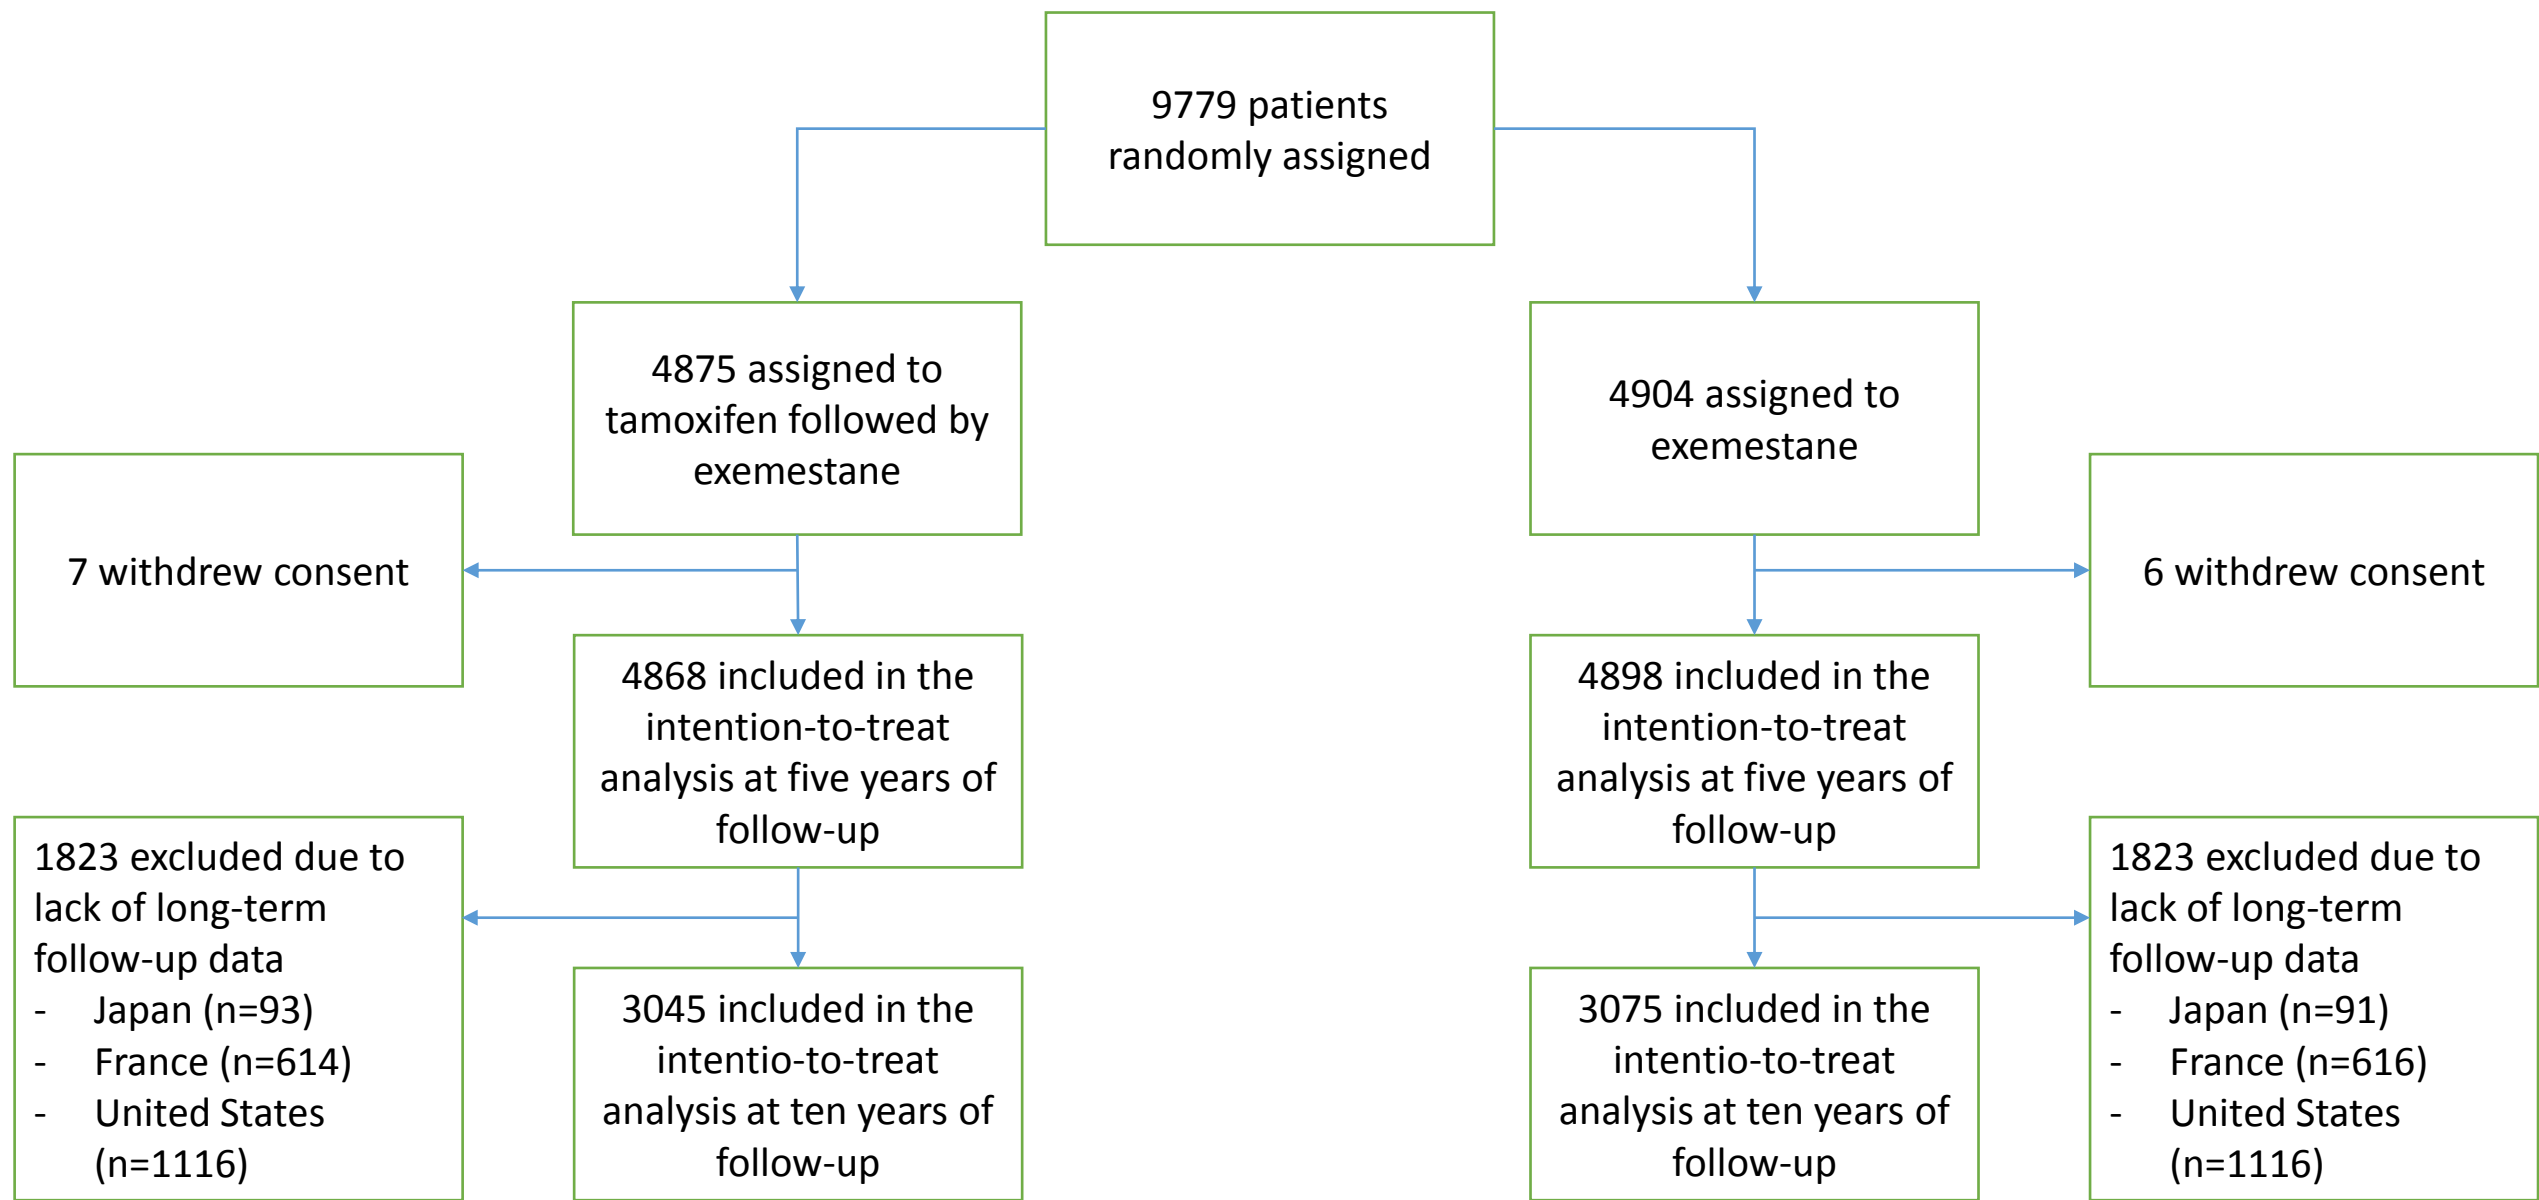 9779 patients
randomly assigned
4875 assigned to
tamoxifen followed by
exemestane
4904 assigned to
exemestane
7 withdrew consent
6 withdrew consent
4868 included in the
intention-to-treat
analysis at five years of
follow-up
4898 included in the
intention-to-treat
analysis at five years of
follow-up
1823 excluded due to
lack of long-term
follow-up data
- Japan (n=93)
- France (n=614)
- United States
(n=1116)
1823 excluded due to
lack of long-term
follow-up data
- Japan (n=91)
- France (n=616)
- United States
(n=1116)
3045 included in the
intentio-to-treat
analysis at ten years of
follow-up
3075 included in the
intentio-to-treat
analysis at ten years of
follow-up